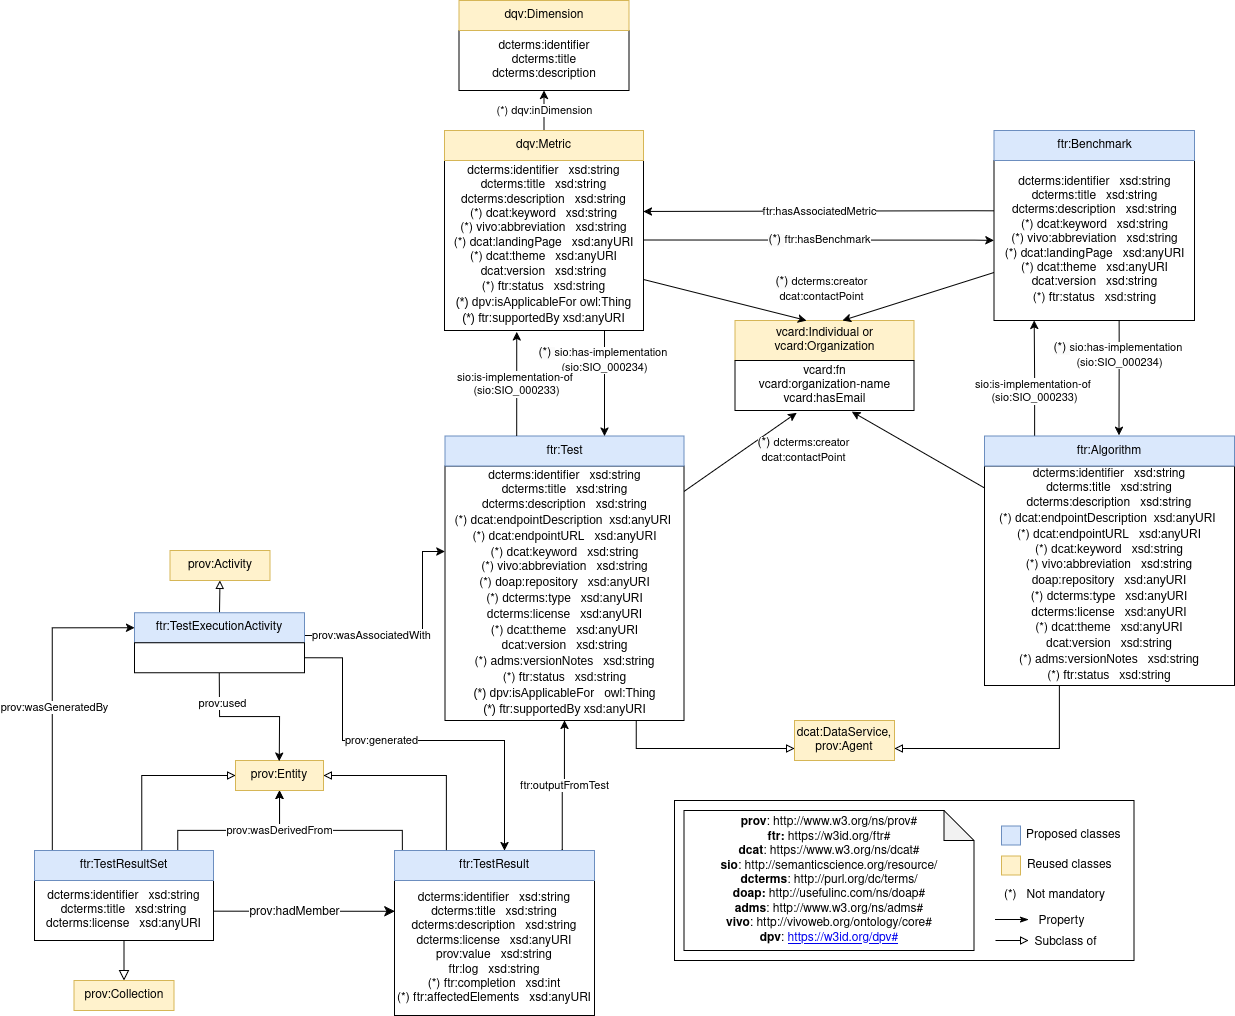 dqv:Dimension
dcterms:identifier
dcterms:title
dcterms:description
(*) dqv:inDimension
dqv:Metric
dcterms:identifier xsd:string
dcterms:title xsd:string
dcterms:description xsd:string
(*) dcat:keyword xsd:string
(*) vivo:abbreviation xsd:string
(*) dcat:landingPage xsd:anyURI
(*) dcat:theme xsd:anyURI
dcat:version xsd:string
(*) ftr:status xsd:string
(*) dpv:isApplicableFor owl:Thing
(*) ftr:supportedBy xsd:anyURI
ftr:hasAssociatedMetric
(*) ftr:hasBenchmark
ftr:Benchmark
dcterms:identifier xsd:string
dcterms:title xsd:string
dcterms:description xsd:string
(*) dcat:keyword xsd:string
(*) vivo:abbreviation xsd:string
(*) dcat:landingPage xsd:anyURI
(*) dcat:theme xsd:anyURI
dcat:version xsd:string
(*) ftr:status xsd:string
(*) dcterms:creator
dcat:contactPoint
vcard:Individual or
vcard:Organization
vcard:fn
vcard:organization-name
vcard:hasEmail
(*) sio:has-implementation
(sio:SIO_000234)
sio:is-implementation-of
(sio:SIO_000233)
(*) sio:has-implementation
(sio:SIO_000234)
sio:is-implementation-of
(sio:SIO_000233)
(*) dcterms:creator
dcat:contactPoint
ftr:Test
dcterms:identifier xsd:string
dcterms:title xsd:string
dcterms:description xsd:string
(*) dcat:endpointDescription xsd:anyURI
(*) dcat:endpointURL xsd:anyURI
(*) dcat:keyword xsd:string
(*) vivo:abbreviation xsd:string
(*) doap:repository xsd:anyURI
(*) dcterms:type xsd:anyURI
dcterms:license xsd:anyURI
(*) dcat:theme xsd:anyURI
dcat:version xsd:string
(*) adms:versionNotes xsd:string
(*) ftr:status xsd:string
(*) dpv:isApplicableFor owl:Thing
(*) ftr:supportedBy xsd:anyURI
ftr:Algorithm
dcterms:identifier xsd:string
dcterms:title xsd:string
dcterms:description xsd:string
(*) dcat:endpointDescription xsd:anyURI
(*) dcat:endpointURL xsd:anyURI
(*) dcat:keyword xsd:string
(*) vivo:abbreviation xsd:string
doap:repository xsd:anyURI
(*) dcterms:type xsd:anyURI
dcterms:license xsd:anyURI
(*) dcat:theme xsd:anyURI
dcat:version xsd:string
(*) adms:versionNotes xsd:string
(*) ftr:status xsd:string
prov:Activity
ftr:TestExecutionActivity
prov:wasAssociatedWith
prov:wasGeneratedBy
prov:used
prov:generated
dcat:DataService,
prov:Agent
prov:Entity
ftr:outputFromTest
prov:wasDerivedFrom
ftr:TestResultSet
dcterms:identifier xsd:string
dcterms:title xsd:string
dcterms:license xsd:anyURI
prov:hadMember
prov:Collection
ftr:TestResult
dcterms:identifier xsd:string
dcterms:title xsd:string
dcterms:description xsd:string
dcterms:license xsd:anyURI
prov:value xsd:string
ftr:log xsd:string
(*) ftr:completion xsd:int
(*) ftr:affectedElements xsd:anyURI
prov: http://www.w3.org/ns/prov#
ftr: https://w3id.org/ftr#
dcat: https://www.w3.org/ns/dcat#
sio: http://semanticscience.org/resource/
dcterms: http://purl.org/dc/terms/
doap: http://usefulinc.com/ns/doap#
adms: http://www.w3.org/ns/adms#
vivo: http://vivoweb.org/ontology/core#
dpv: https://w3id.org/dpv#
Proposed classes
Reused classes
(*) Not mandatory
Property
Subclass of